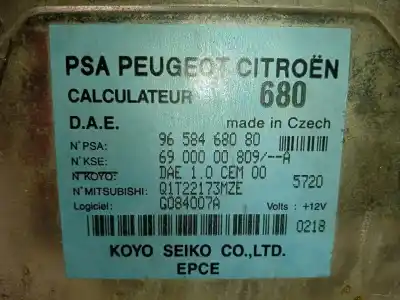 PSA PEUGEOT CITROËN
CALCULATEUR 680
D.A.E. made in Czech
N°PSA: 96 584 680 80
N°KSE: 69 000 00 809/--A
N°KOYO: DAE 1.0 CEM 00
N°MITSUBISHI: Q1T22173MZE 5720
Logiciel: G084007A Volts: +12V
0218
KOYO SEIKO CO.,LTD.
EPCE